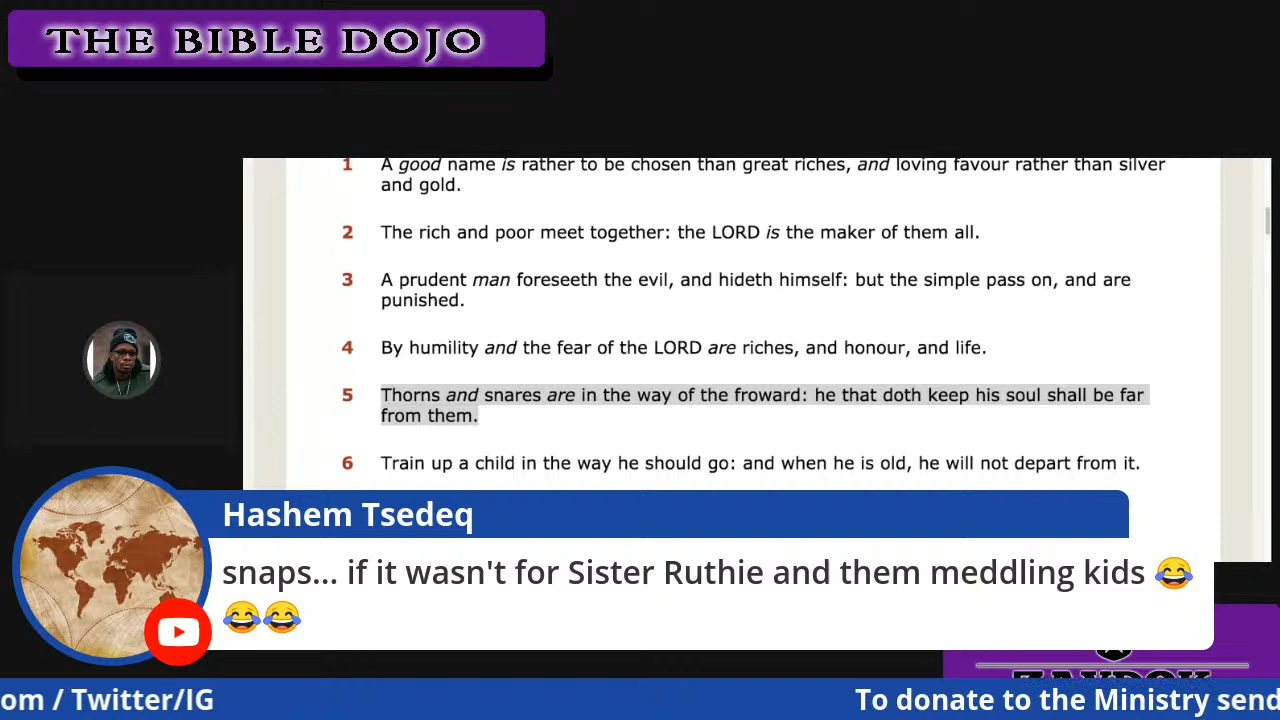 THE BIBLE DOJO
1 A good name is rather to be chosen than great riches, and loving favour rather than silver
and gold.
2 The rich and poor meet together: the LORD is the maker of them all.
3 A prudent man foreseeth the evil, and hideth himself: but the simple pass on, and are
punished.
4 By humility and the fear of the LORD are riches, and honour, and life.
5 Thorns and snares are in the way of the froward: he that doth keep his soul shall be far
from them.
6 Train up a child in the way he should go: and when he is old, he will not depart from it.
Hashem Tsedeq
snaps... if it wasn't for Sister Ruthie and them meddling kids 😂
😂😂
om / Twitter/IG To donate to the Ministry send